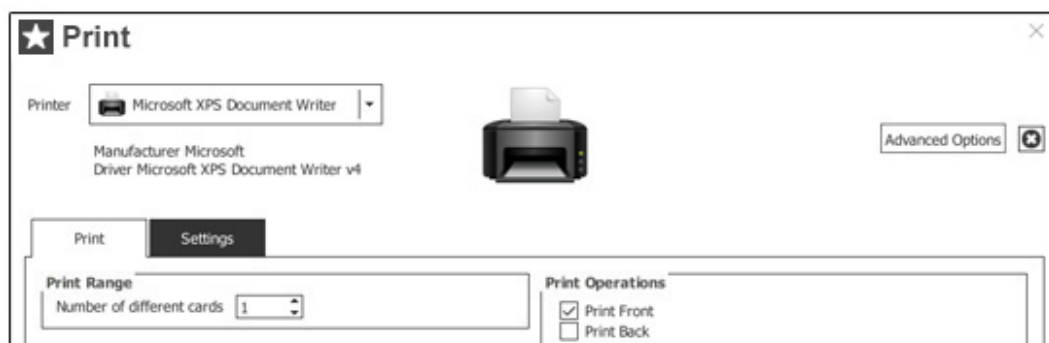 Print
Printer
Microsoft XPS Document Writer
Advanced Options
Manufacturer Microsoft
Driver Microsoft XPS Document Writer v4
Print
Settings
Print Range
Number of different cards 1
Print Operations
Print Front
Print Back